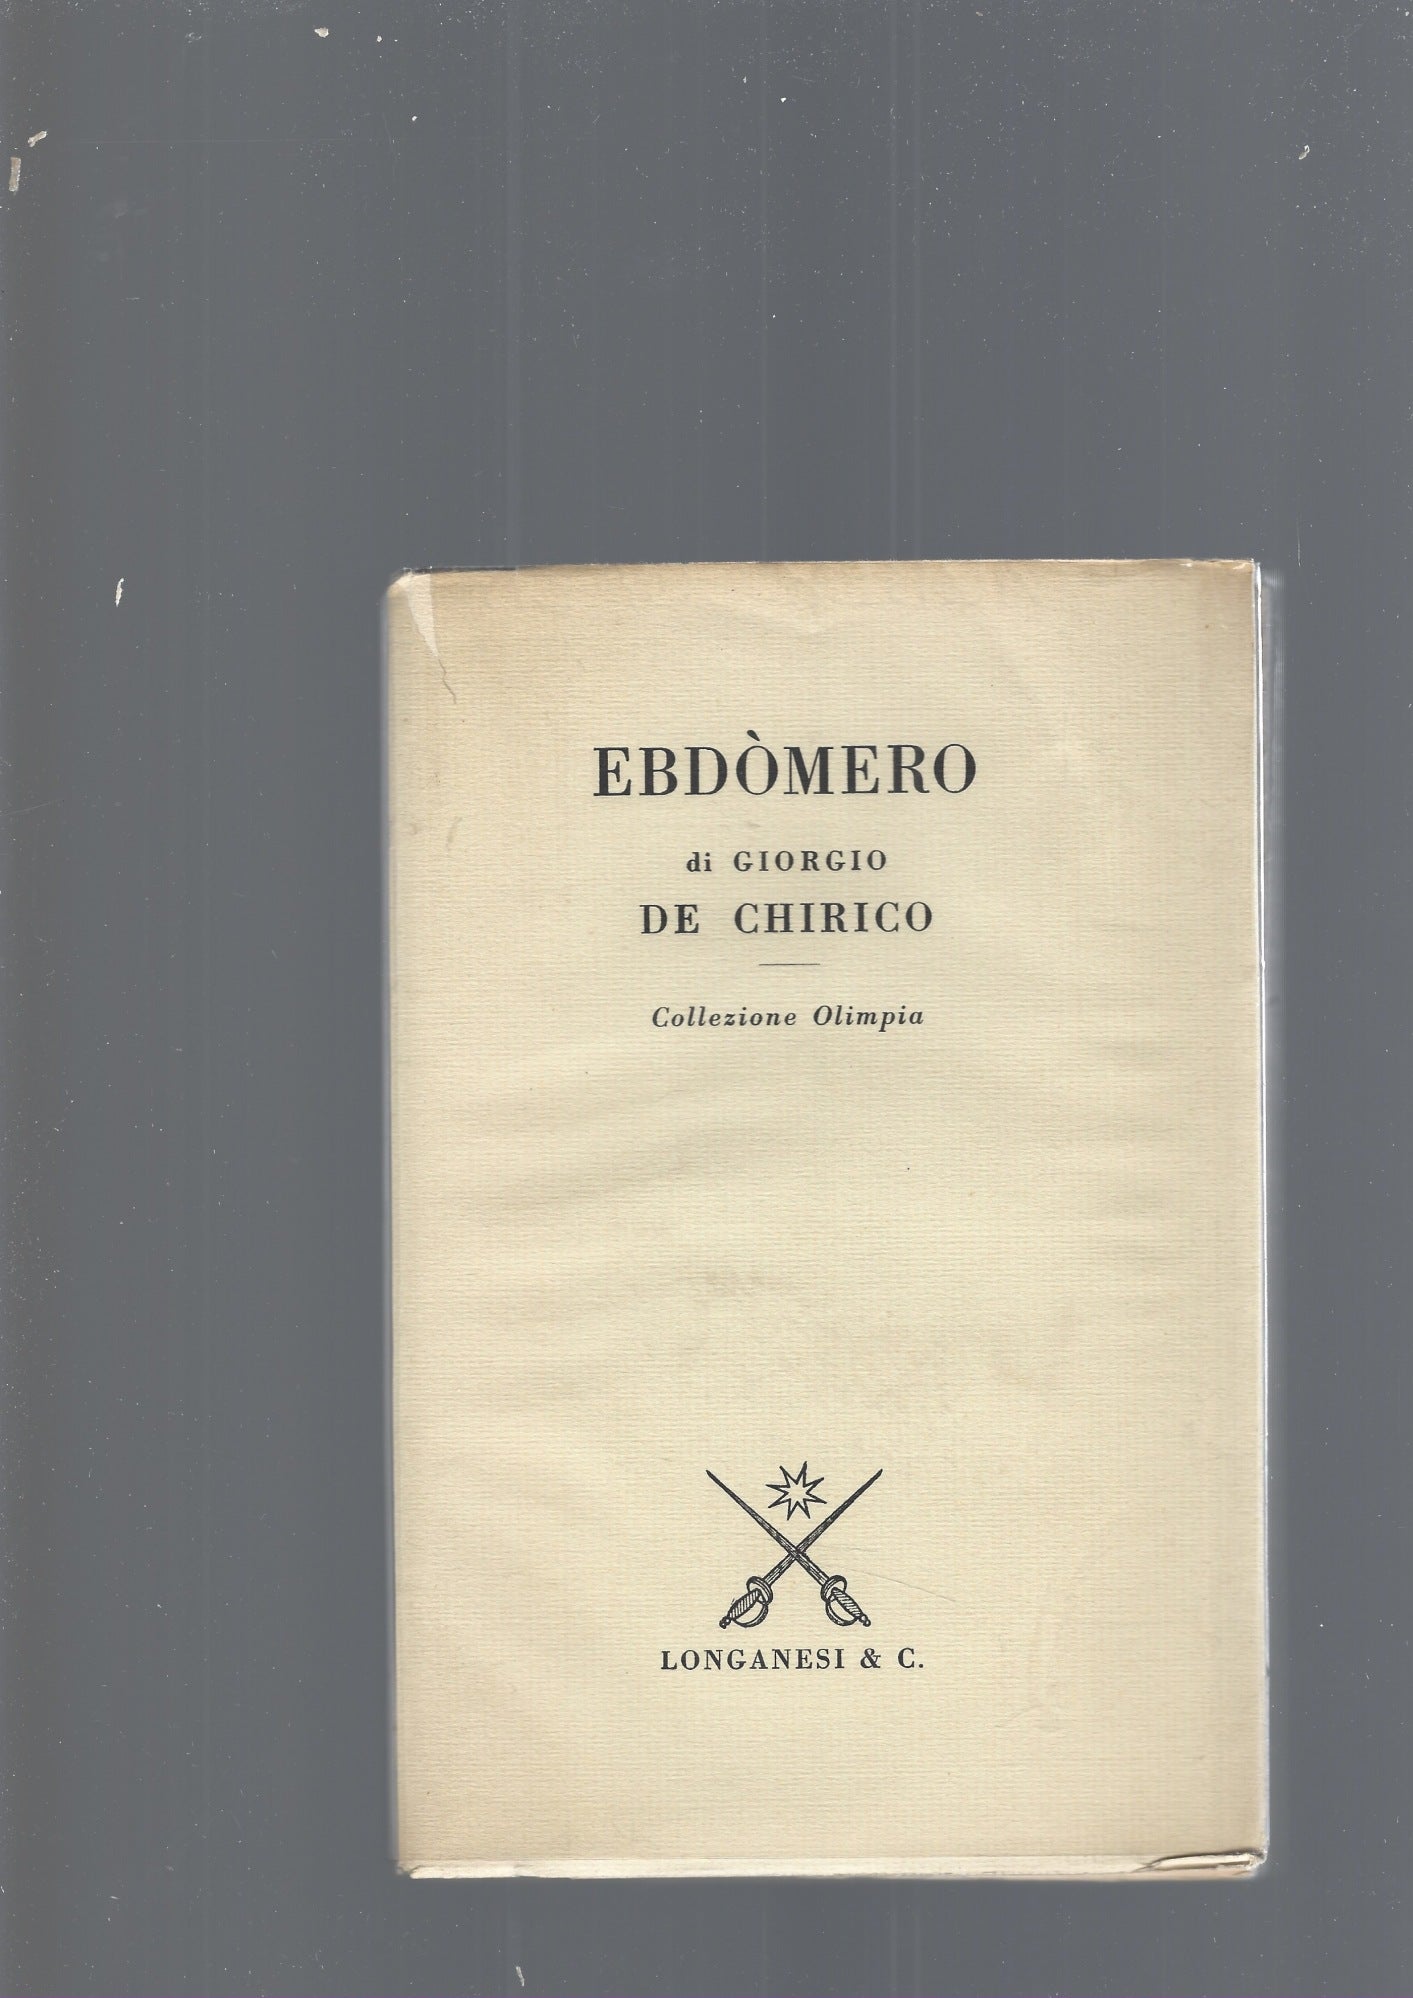 EBDÒMERO
di GIORGIO
DE CHIRICO
Collezione Olimpia
LONGANESI & C.